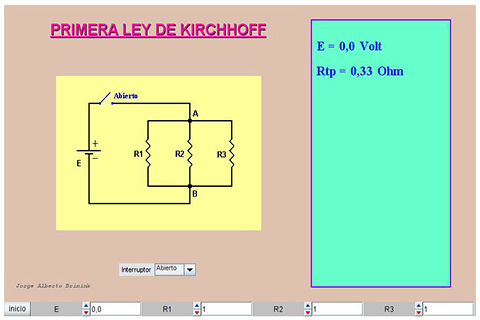 PRIMERA LEY DE KIRCHHOFF
E = 0,0 Volt
Rtp = 0,33 Ohm
Abierto
A
+
−
E
R1
R2
R3
B
Interruptor Abierto
Jorge Alberto Bzinink
inicio E 0,0 R1 1 R2 1 R3 1